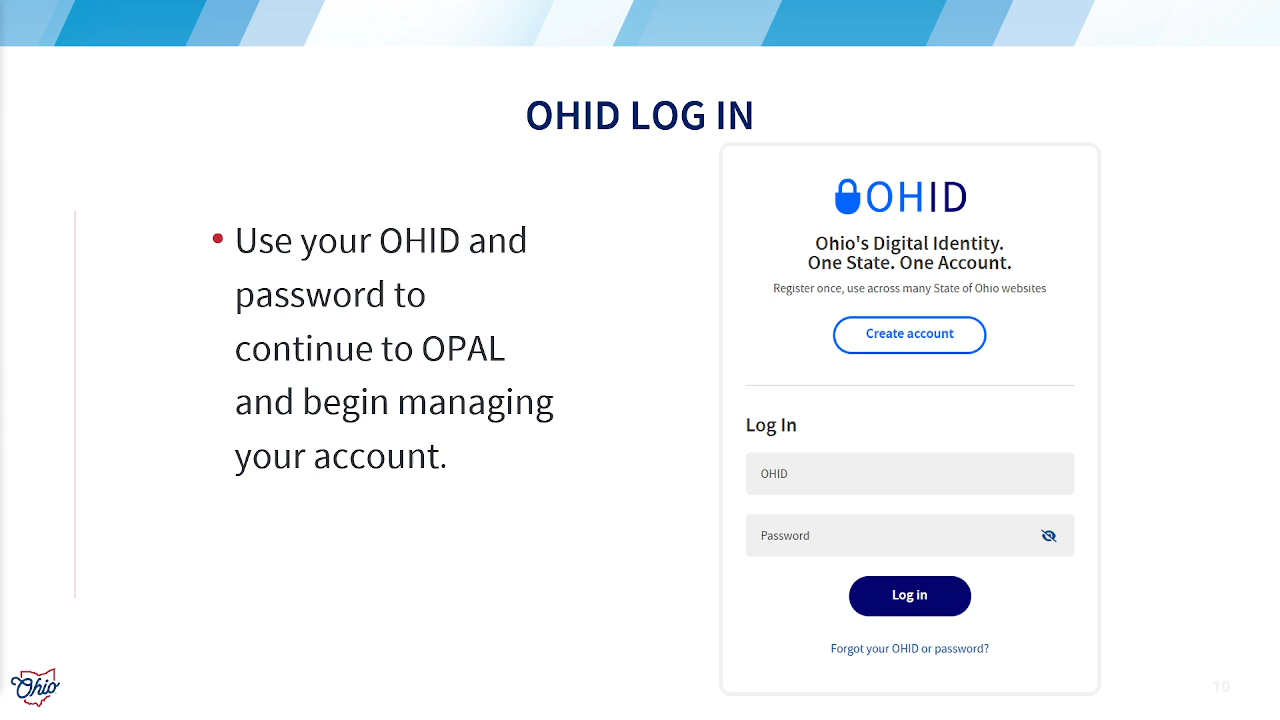 OHID LOG IN
• Use your OHID and
password to
continue to OPAL
and begin managing
your account.
OHID
Ohio's Digital Identity.
One State. One Account.
Register once, use across many State of Ohio websites
Create account
Log In
OHID
Password
Log in
Forgot your OHID or password?
Ohio
10